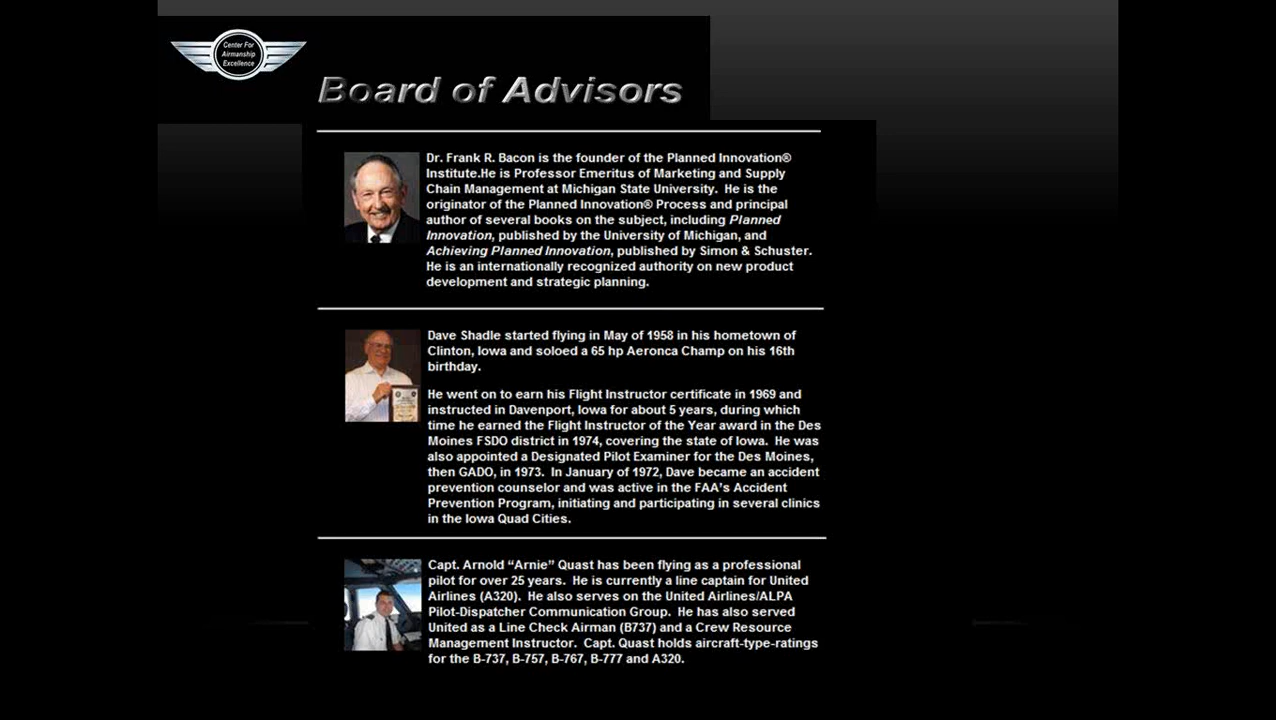 Center For
Airmanship
Excellence
Board of Advisors
Dr. Frank R. Bacon is the founder of the Planned Innovation®
Institute.He is Professor Emeritus of Marketing and Supply
Chain Management at Michigan State University. He is the
originator of the Planned Innovation® Process and principal
author of several books on the subject, including Planned
Innovation, published by the University of Michigan, and
Achieving Planned Innovation, published by Simon & Schuster.
He is an internationally recognized authority on new product
development and strategic planning.
Dave Shadle started flying in May of 1958 in his hometown of
Clinton, Iowa and soloed a 65 hp Aeronca Champ on his 16th
birthday.
He went on to earn his Flight Instructor certificate in 1969 and
instructed in Davenport, Iowa for about 5 years, during which
time he earned the Flight Instructor of the Year award in the Des
Moines FSDO district in 1974, covering the state of Iowa. He was
also appointed a Designated Pilot Examiner for the Des Moines,
then GADO, in 1973. In January of 1972, Dave became an accident
prevention counselor and was active in the FAA's Accident
Prevention Program, initiating and participating in several clinics
in the Iowa Quad Cities.
Capt. Arnold “Arnie” Quast has been flying as a professional
pilot for over 25 years. He is currently a line captain for United
Airlines (A320). He also serves on the United Airlines/ALPA
Pilot-Dispatcher Communication Group. He has also served
United as a Line Check Airman (B737) and a Crew Resource
Management Instructor. Capt. Quast holds aircraft-type-ratings
for the B-737, B-757, B-767, B-777 and A320.